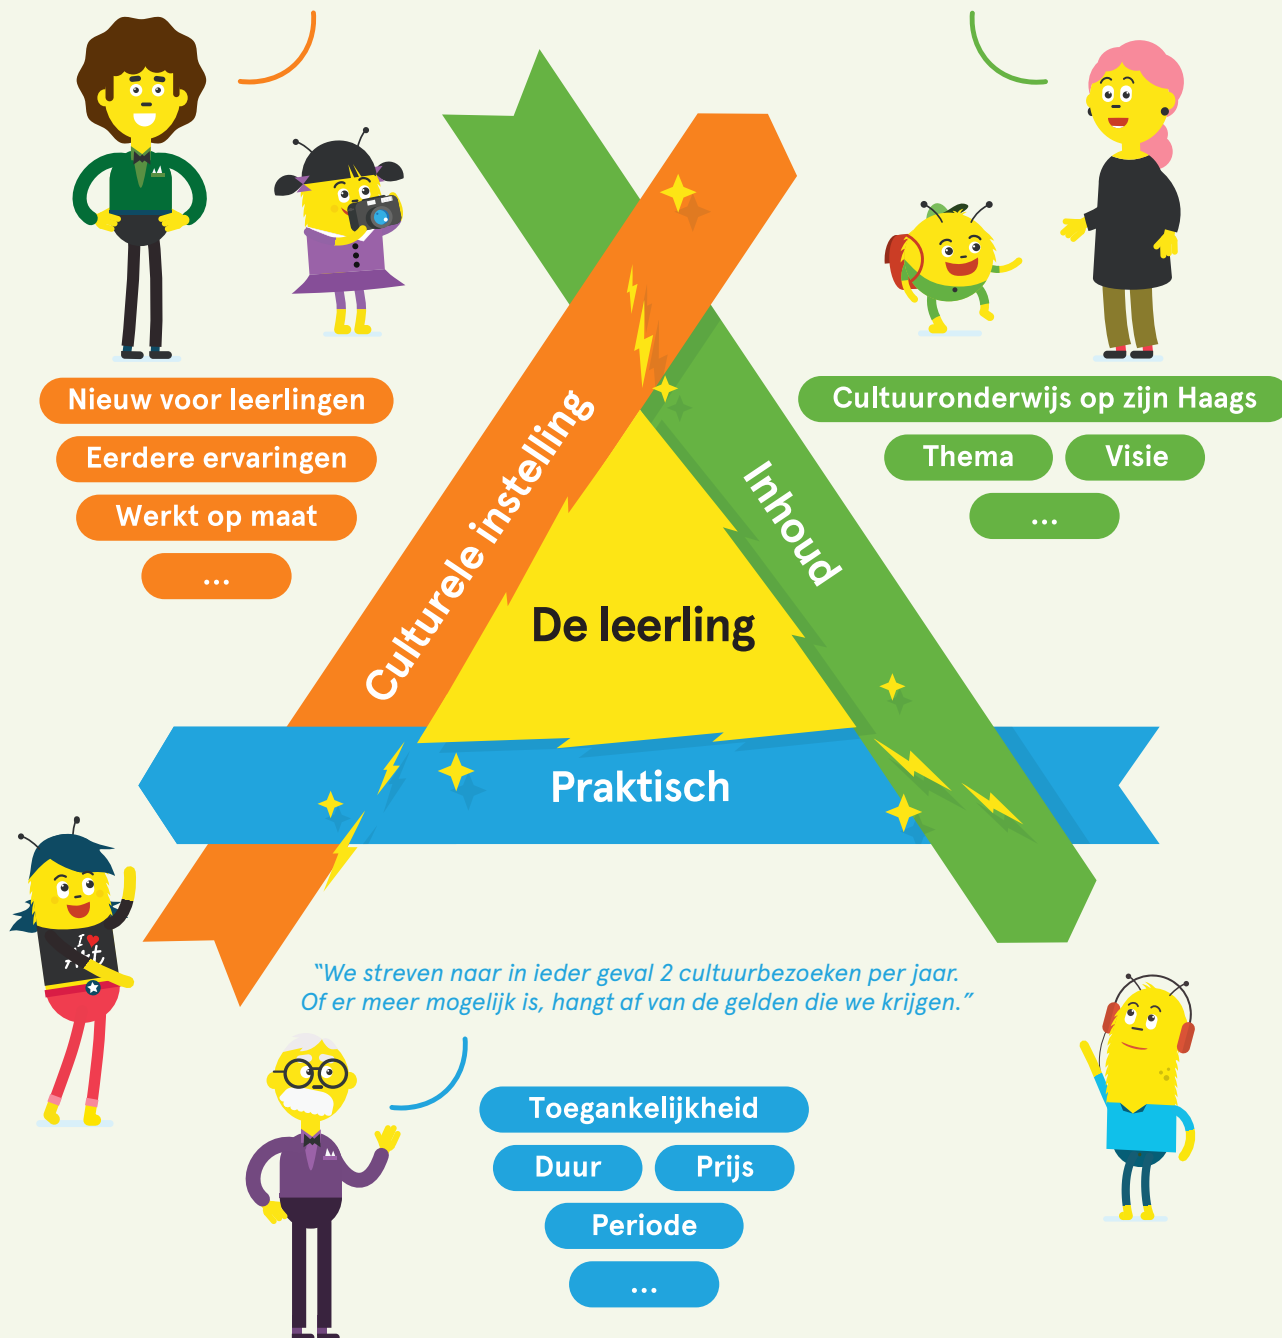 Nieuw voor leerlingen
Eerdere ervaringen
Werkt op maat
...
Cultuuronderwijs op zijn Haags
Thema
Visie
...
Culturele instelling
Inhoud
De leerling
Praktisch
I ♥
Art
“We streven naar in ieder geval 2 cultuurbezoeken per jaar.
Of er meer mogelijk is, hangt af van de gelden die we krijgen.”
Toegankelijkheid
Duur
Prijs
Periode
...